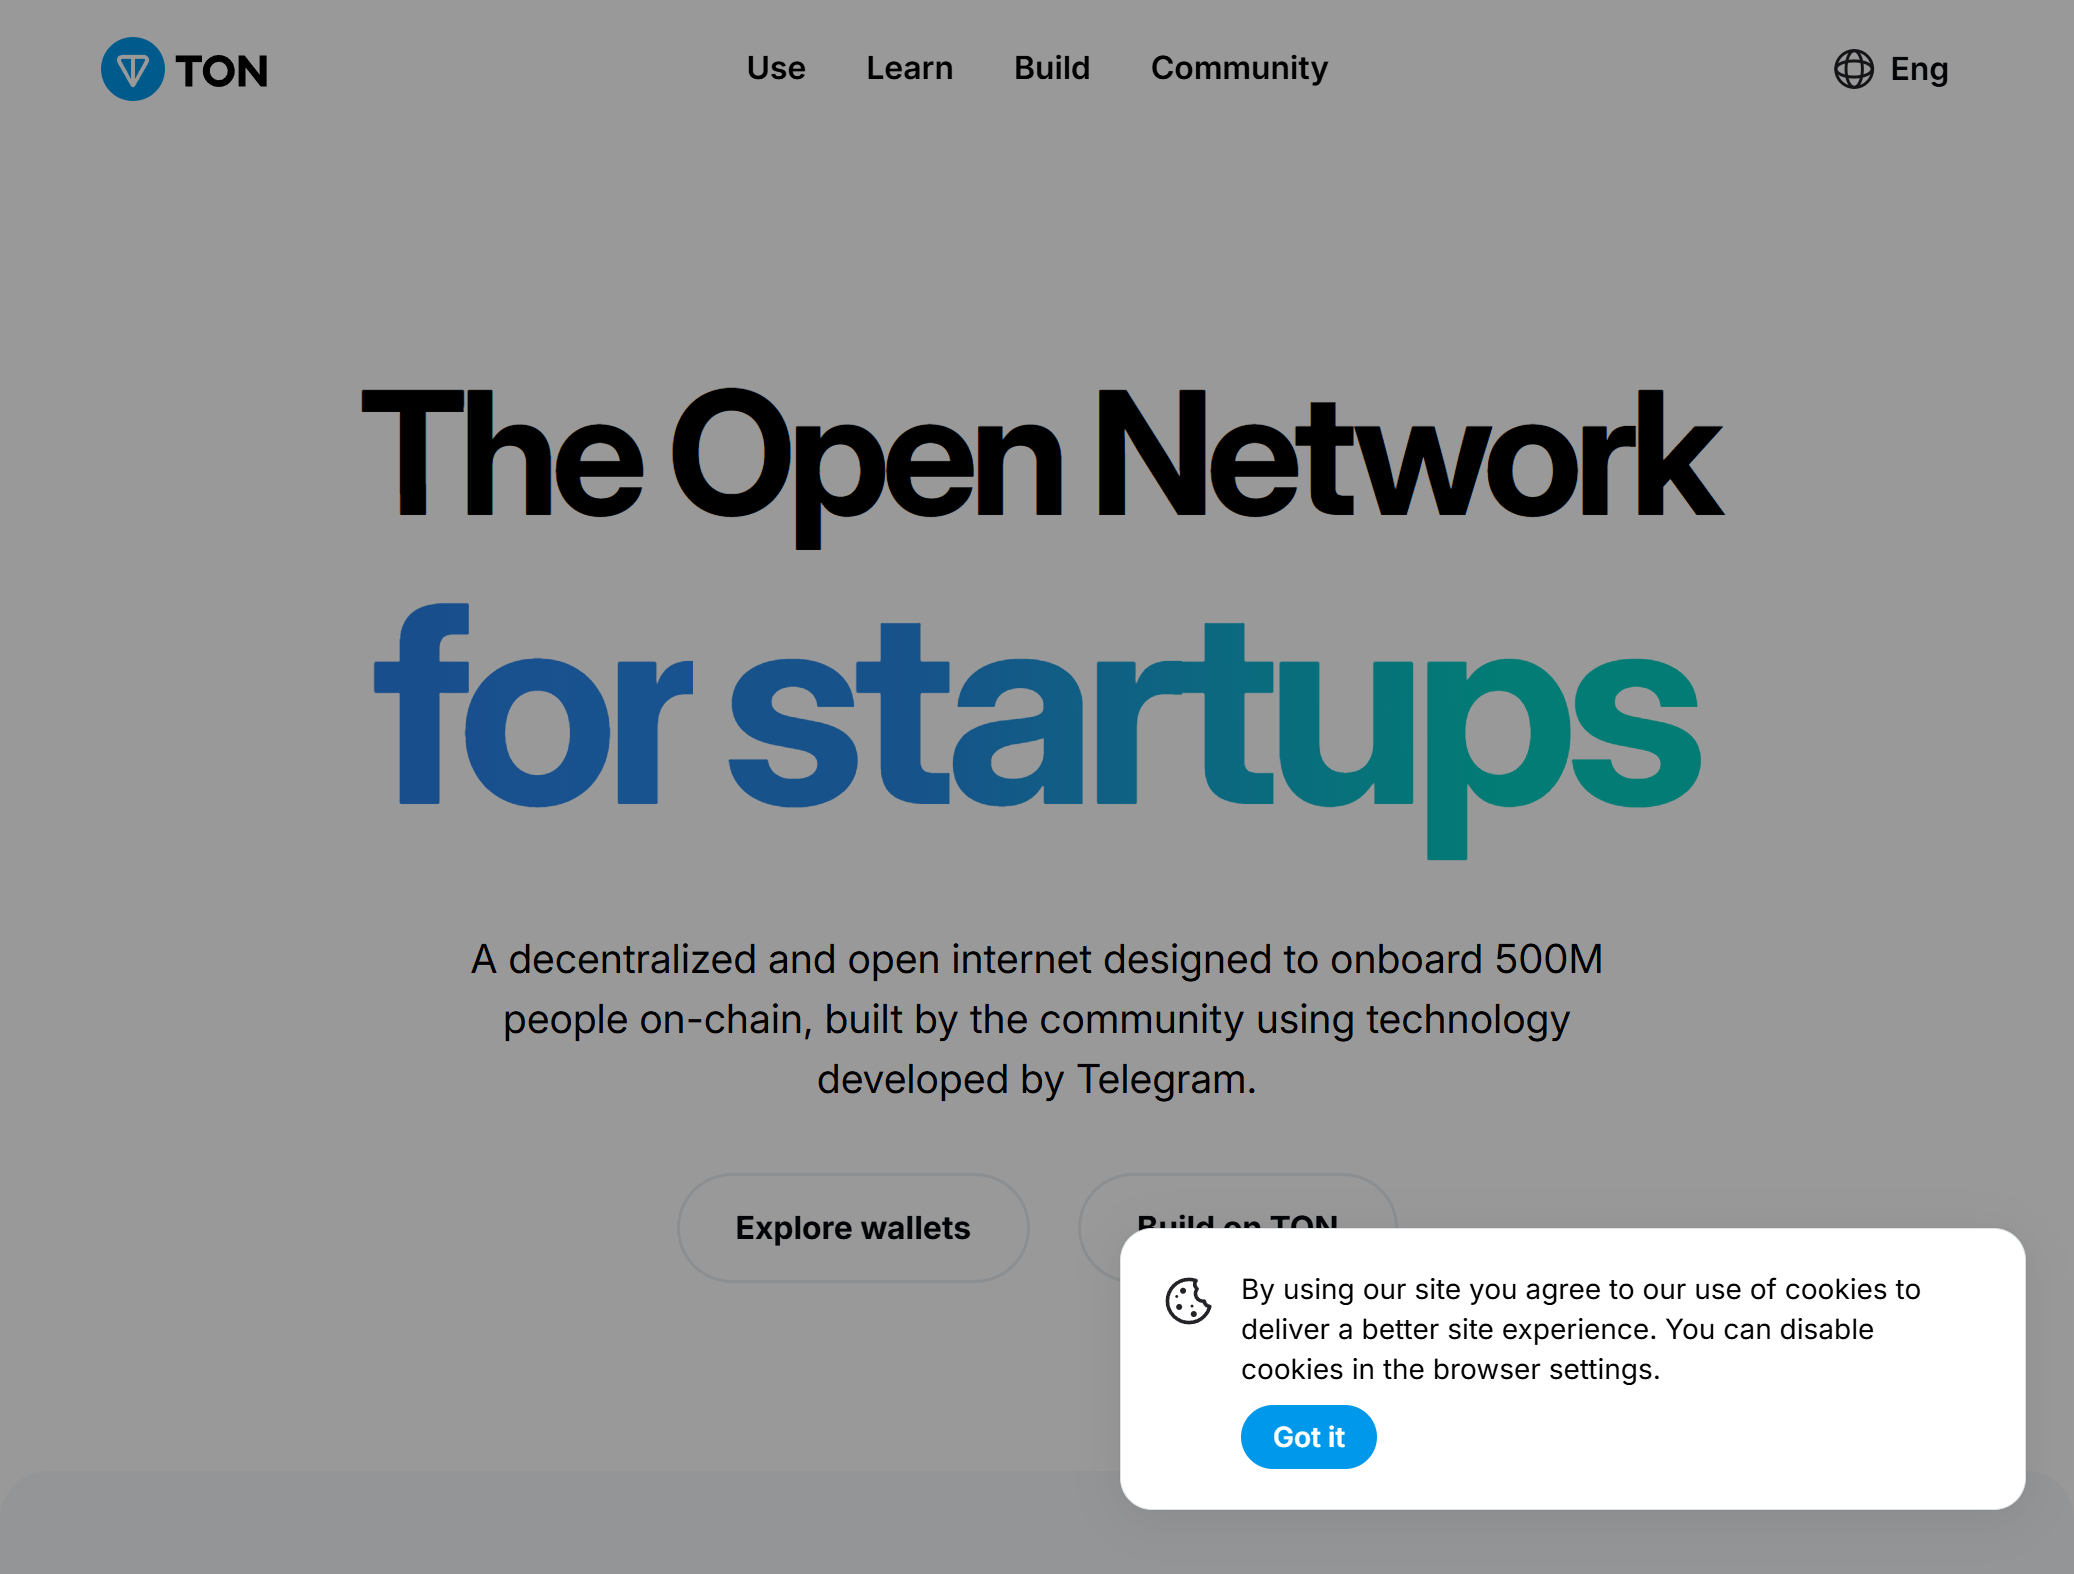 TON
Use
Learn
Build
Community
Eng
The Open Network
for startups
A decentralized and open internet designed to onboard 500M
people on-chain, built by the community using technology
developed by Telegram.
Explore wallets
Build on TON
By using our site you agree to our use of cookies to
deliver a better site experience. You can disable
cookies in the browser settings.
Got it